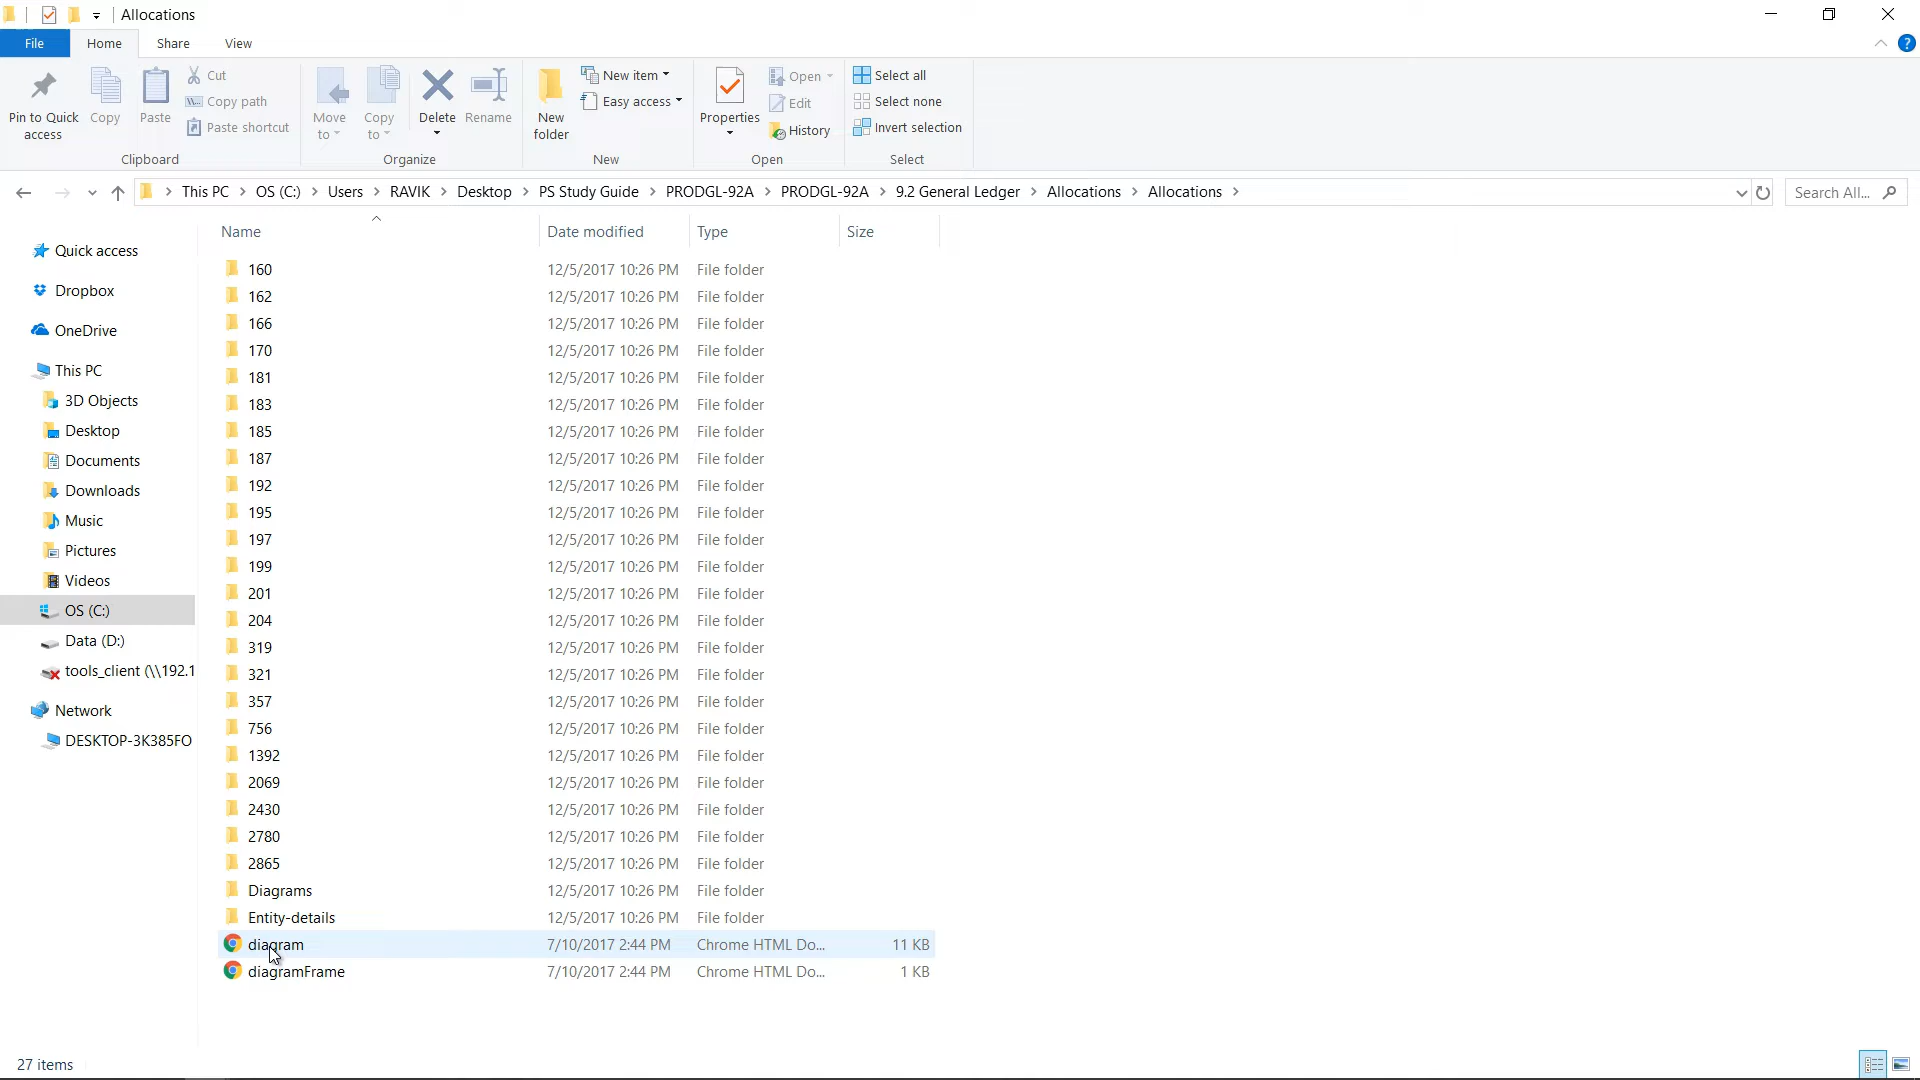 Allocations
File Home Share View
Pin to Quick access
Copy
Paste
Cut
Copy path
Paste shortcut
Clipboard
Move to
Copy to
Delete
Rename
Organize
New folder
New item
Easy access
New
Properties
Open
Edit
History
Open
Select all
Select none
Invert selection
Select
This PC > OS (C:) > Users > RAVIK > Desktop > PS Study Guide > PRODGL-92A > PRODGL-92A > 9.2 General Ledger > Allocations > Allocations >
Search All...
Quick access
Dropbox
OneDrive
This PC
3D Objects
Desktop
Documents
Downloads
Music
Pictures
Videos
OS (C:)
Data (D:)
tools_client (\\192.1
Network
DESKTOP-3K385FO
Name Date modified Type Size
160 12/5/2017 10:26 PM File folder
162 12/5/2017 10:26 PM File folder
166 12/5/2017 10:26 PM File folder
170 12/5/2017 10:26 PM File folder
181 12/5/2017 10:26 PM File folder
183 12/5/2017 10:26 PM File folder
185 12/5/2017 10:26 PM File folder
187 12/5/2017 10:26 PM File folder
192 12/5/2017 10:26 PM File folder
195 12/5/2017 10:26 PM File folder
197 12/5/2017 10:26 PM File folder
199 12/5/2017 10:26 PM File folder
201 12/5/2017 10:26 PM File folder
204 12/5/2017 10:26 PM File folder
319 12/5/2017 10:26 PM File folder
321 12/5/2017 10:26 PM File folder
357 12/5/2017 10:26 PM File folder
756 12/5/2017 10:26 PM File folder
1392 12/5/2017 10:26 PM File folder
2069 12/5/2017 10:26 PM File folder
2430 12/5/2017 10:26 PM File folder
2780 12/5/2017 10:26 PM File folder
2865 12/5/2017 10:26 PM File folder
Diagrams 12/5/2017 10:26 PM File folder
Entity-details 12/5/2017 10:26 PM File folder
diagram 7/10/2017 2:44 PM Chrome HTML Do... 11 KB
diagramFrame 7/10/2017 2:44 PM Chrome HTML Do... 1 KB
27 items